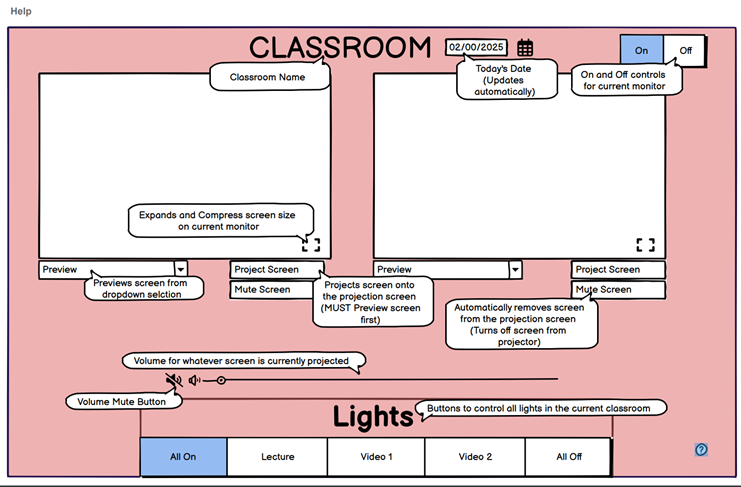 Help
CLASSROOM
02/00/2025
On
Off
Classroom Name
Today's Date
(Updates
automatically)
On and Off controls
for current monitor
Expands and Compress screen size
on current monitor
Preview
Project Screen
Mute Screen
Previews screen from
dropdown selction
Projects screen onto
the projection screen
(MUST Preview screen
first)
Preview
Project Screen
Mute Screen
Automatically removes screen
from the projection screen
(Turns off screen from
projector)
Volume for whatever screen is currently projected
Volume Mute Button
Lights
Buttons to control all lights in the current classroom
All On
Lecture
Video 1
Video 2
All Off
?